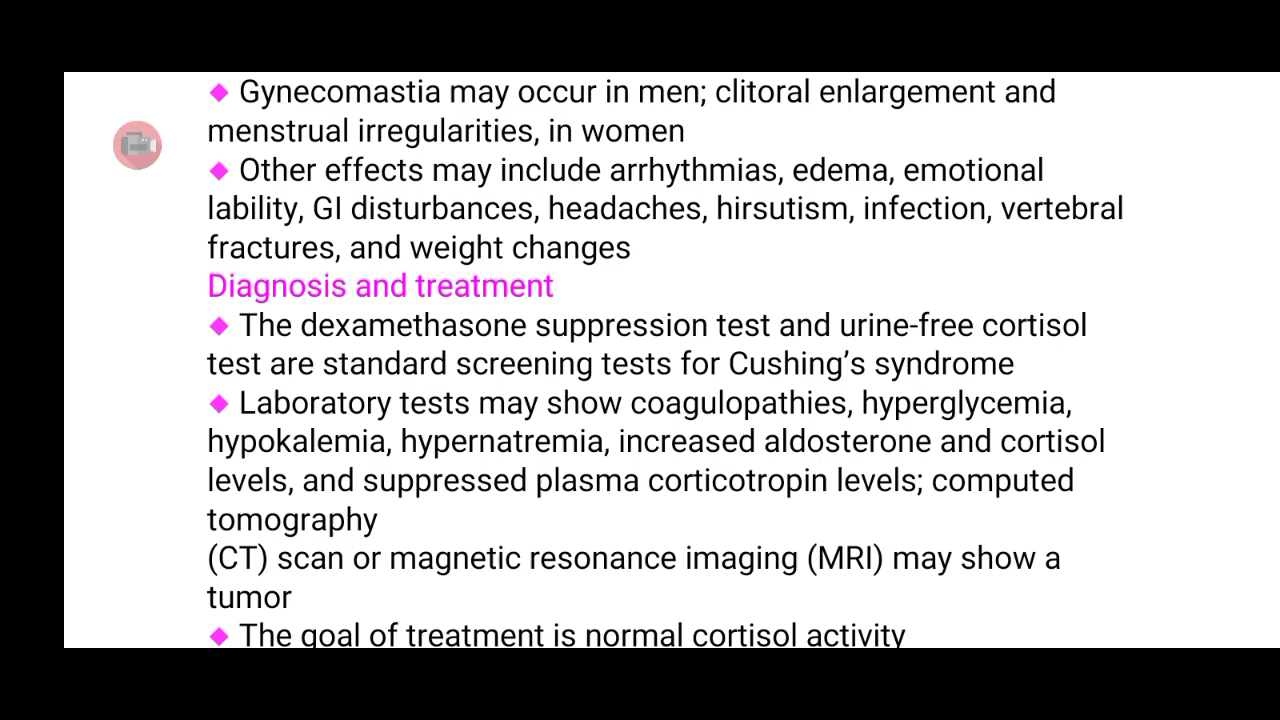 ◆ Gynecomastia may occur in men; clitoral enlargement and
menstrual irregularities, in women
◆ Other effects may include arrhythmias, edema, emotional
lability, GI disturbances, headaches, hirsutism, infection, vertebral
fractures, and weight changes
Diagnosis and treatment
◆ The dexamethasone suppression test and urine-free cortisol
test are standard screening tests for Cushing’s syndrome
◆ Laboratory tests may show coagulopathies, hyperglycemia,
hypokalemia, hypernatremia, increased aldosterone and cortisol
levels, and suppressed plasma corticotropin levels; computed
tomography
(CT) scan or magnetic resonance imaging (MRI) may show a
tumor
◆ The goal of treatment is normal cortisol activity